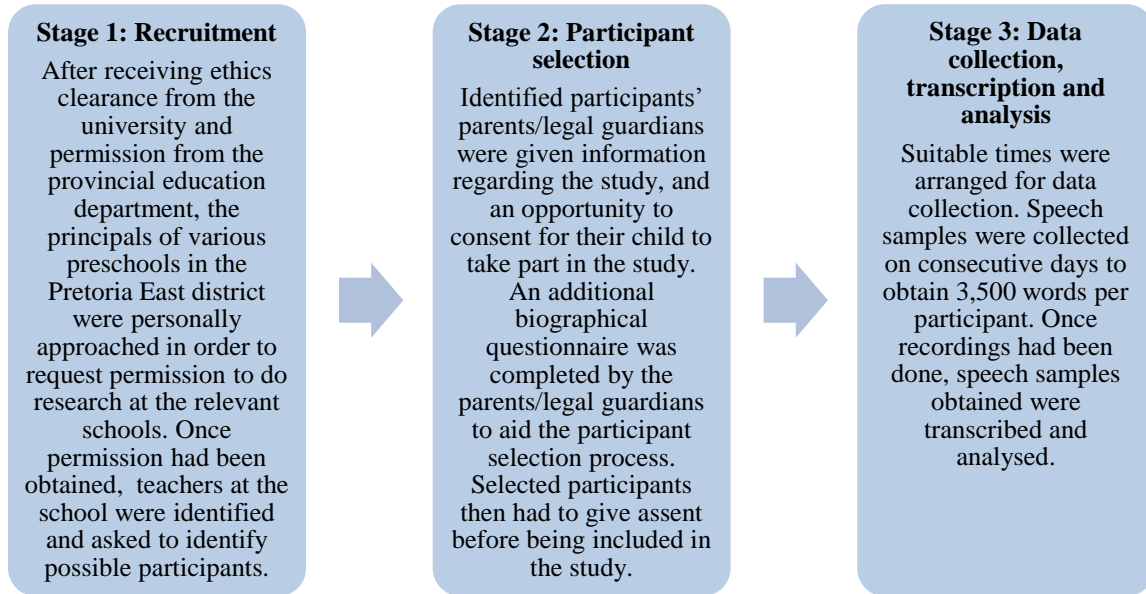 Stage 1: Recruitment
After receiving ethics
clearance from the
university and
permission from the
provincial education
department, the
principals of various
preschools in the
Pretoria East district
were personally
approached in order to
request permission to do
research at the relevant
schools. Once
permission had been
obtained, teachers at the
school were identified
and asked to identify
possible participants.
Stage 2: Participant
selection
Identified participants’
parents/legal guardians
were given information
regarding the study, and
an opportunity to
consent for their child to
take part in the study.
An additional
biographical
questionnaire was
completed by the
parents/legal guardians
to aid the participant
selection process.
Selected participants
then had to give assent
before being included in
the study.
Stage 3: Data
collection,
transcription and
analysis
Suitable times were
arranged for data
collection. Speech
samples were collected
on consecutive days to
obtain 3,500 words per
participant. Once
recordings had been
done, speech samples
obtained were
transcribed and
analysed.